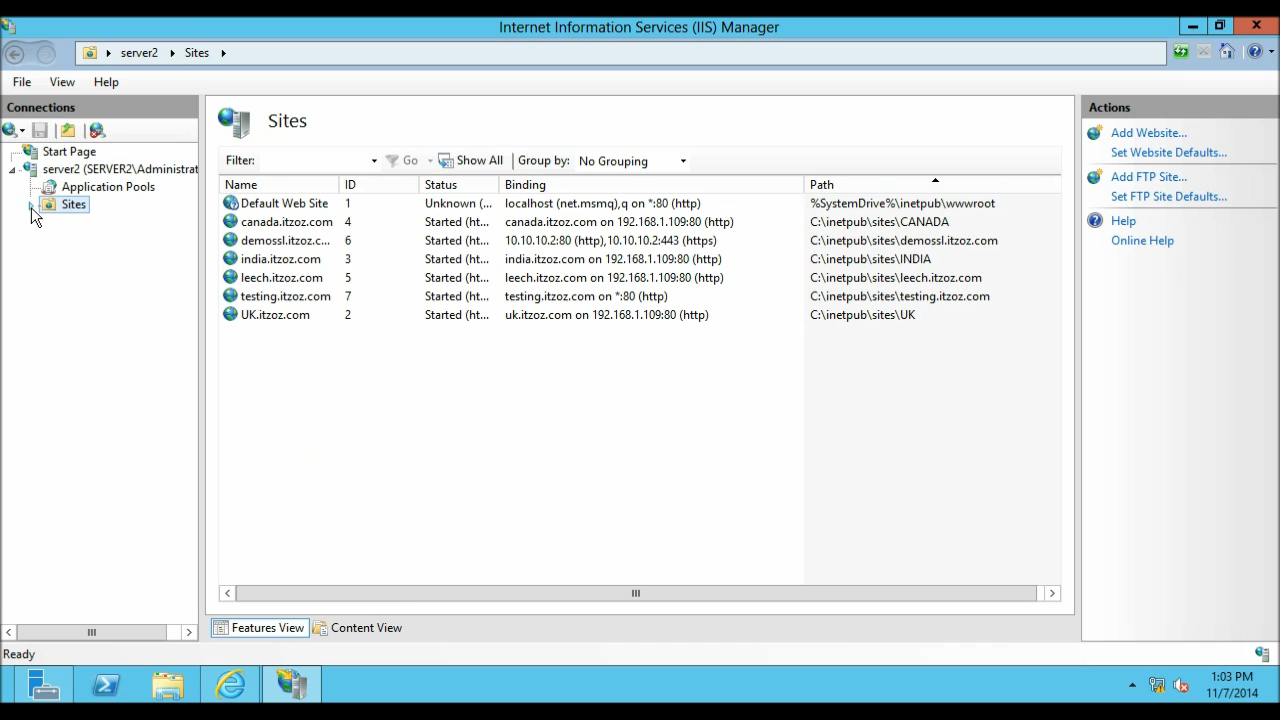 Internet Information Services (IIS) Manager
server2 Sites
File View Help
Connections
Start Page
server2 (SERVER2\Administrat
Application Pools
Sites
Sites
Filter: Go Show All Group by: No Grouping
Name ID Status Binding Path
Default Web Site 1 Unknown (... localhost (net.msmq),q on *:80 (http) %SystemDrive%\inetpub\wwwroot
canada.itzoz.com 4 Started (ht... canada.itzoz.com on 192.168.1.109:80 (http) C:\inetpub\sites\CANADA
demossl.itzoz.c... 6 Started (ht... 10.10.10.2:80 (http),10.10.10.2:443 (https) C:\inetpub\sites\demossl.itzoz.com
india.itzoz.com 3 Started (ht... india.itzoz.com on 192.168.1.109:80 (http) C:\inetpub\sites\INDIA
leech.itzoz.com 5 Started (ht... leech.itzoz.com on 192.168.1.109:80 (http) C:\inetpub\sites\leech.itzoz.com
testing.itzoz.com 7 Started (ht... testing.itzoz.com on *:80 (http) C:\inetpub\sites\testing.itzoz.com
UK.itzoz.com 2 Started (ht... uk.itzoz.com on 192.168.1.109:80 (http) C:\inetpub\sites\UK
Features View Content View
Actions
Add Website...
Set Website Defaults...
Add FTP Site...
Set FTP Site Defaults...
Help
Online Help
Ready
1:03 PM
11/7/2014